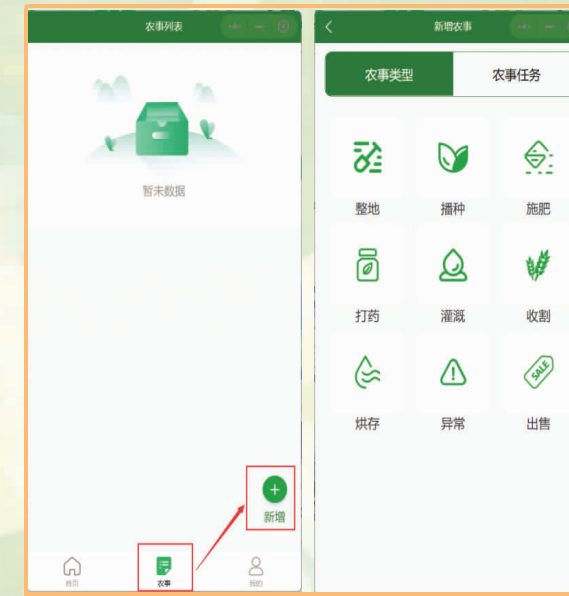 农事列表
暂未数据
新增
首页
农事
我的
新增农事
农事类型
农事任务
整地
播种
施肥
打药
灌溉
收割
烘存
异常
SALE
出售